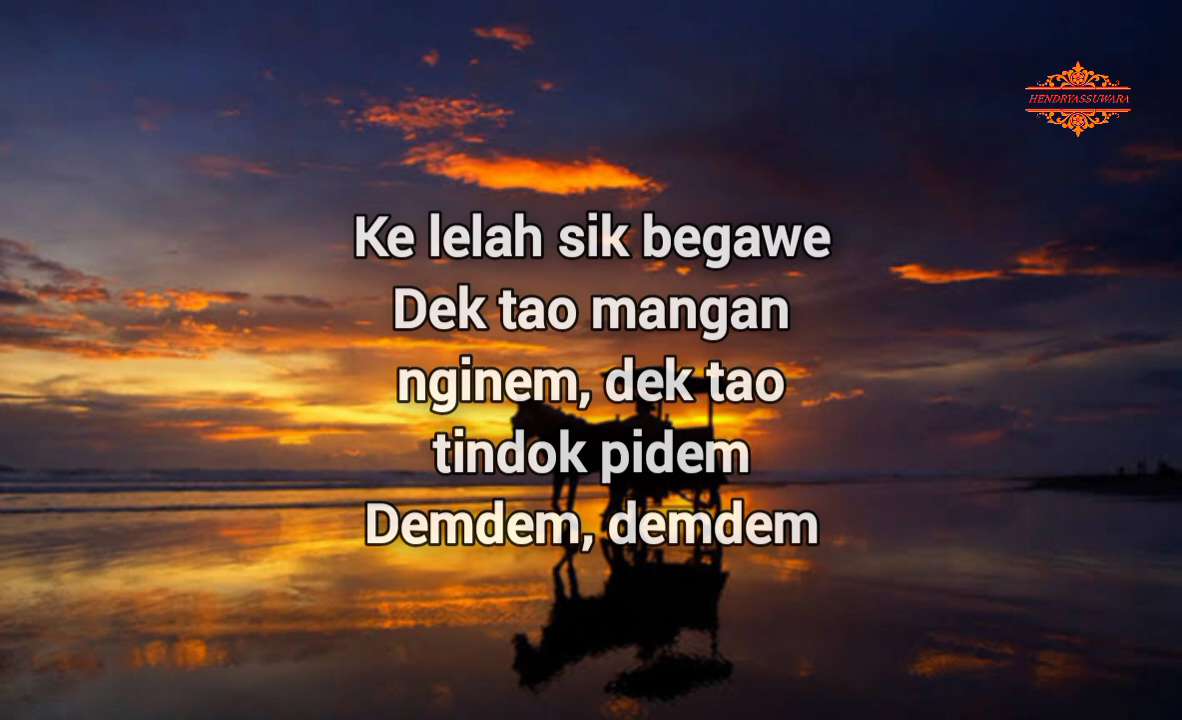 HENDRYASSUWARA
Ke lelah sik begawe
Dek tao mangan
nginem, dek tao
tindok pidem
Demdem, demdem